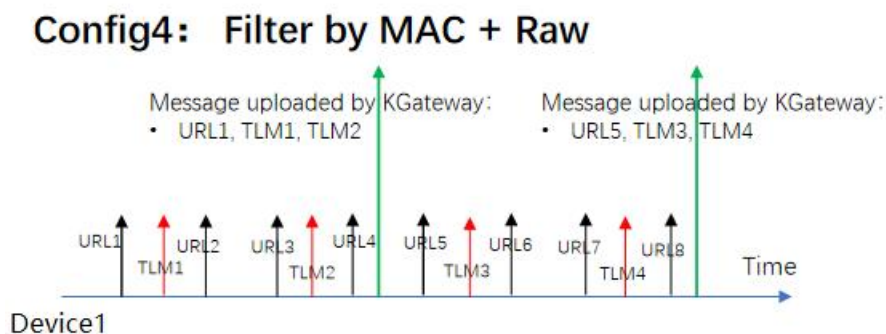 Config4： Filter by MAC + Raw
Message uploaded by KGateway：
• URL1, TLM1, TLM2
Message uploaded by KGateway：
• URL5, TLM3, TLM4
URL1
TLM1
URL2
URL3
TLM2
URL4
URL5
TLM3
URL6
URL7
TLM4
URL8
Time
Device1